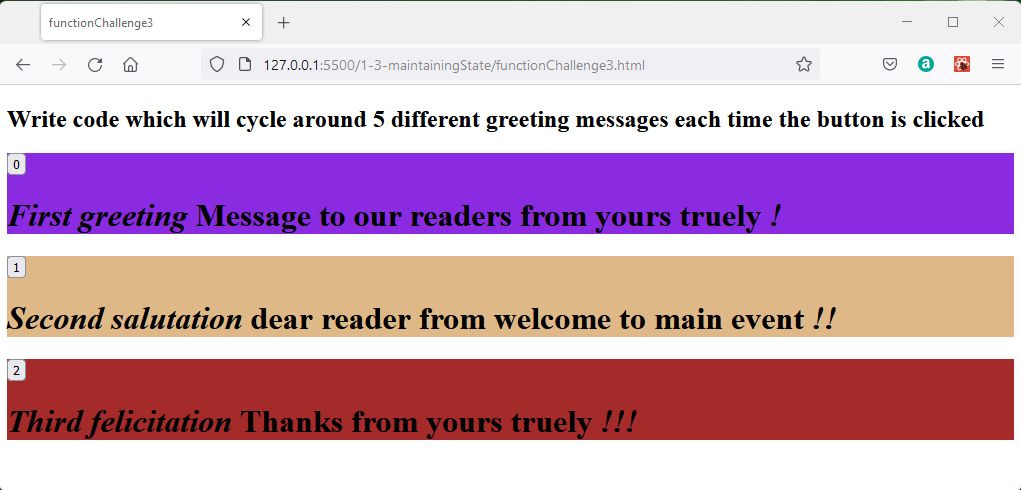 functionChallenge3
127.0.0.1:5500/1-3-maintainingState/functionChallenge3.html
Write code which will cycle around 5 different greeting messages each time the button is clicked
0
First greeting Message to our readers from yours truely !
1
Second salutation dear reader from welcome to main event !!
2
Third felicitation Thanks from yours truely !!!